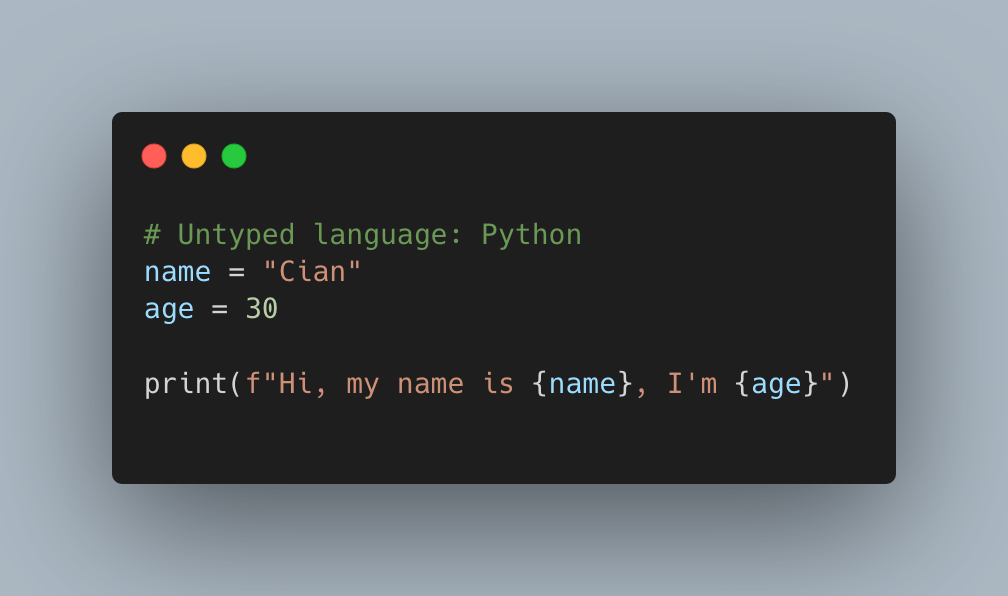 # Untyped language: Python
name = "Cian"
age = 30
print(f"Hi, my name is {name}, I'm {age}")